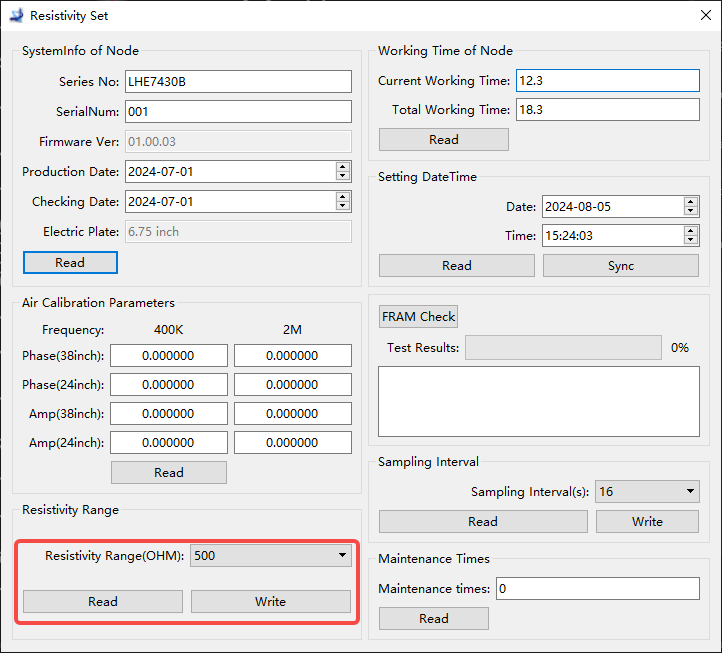 Resistivity Set
SystemInfo of Node
Series No: LHE7430B
SerialNum: 001
Firmware Ver: 01.00.03
Production Date: 2024-07-01
Checking Date: 2024-07-01
Electric Plate: 6.75 inch
Read
Air Calibration Parameters
Frequency: 400K 2M
Phase(38inch): 0.000000 0.000000
Phase(24inch): 0.000000 0.000000
Amp(38inch): 0.000000 0.000000
Amp(24inch): 0.000000 0.000000
Read
Resistivity Range
Resistivity Range(OHM): 500
Read Write
Working Time of Node
Current Working Time: 12.3
Total Working Time: 18.3
Read
Setting DateTime
Date: 2024-08-05
Time: 15:24:03
Read Sync
FRAM Check
Test Results: 0%
Sampling Interval
Sampling Interval(s): 16
Read Write
Maintenance Times
Maintenance times: 0
Read